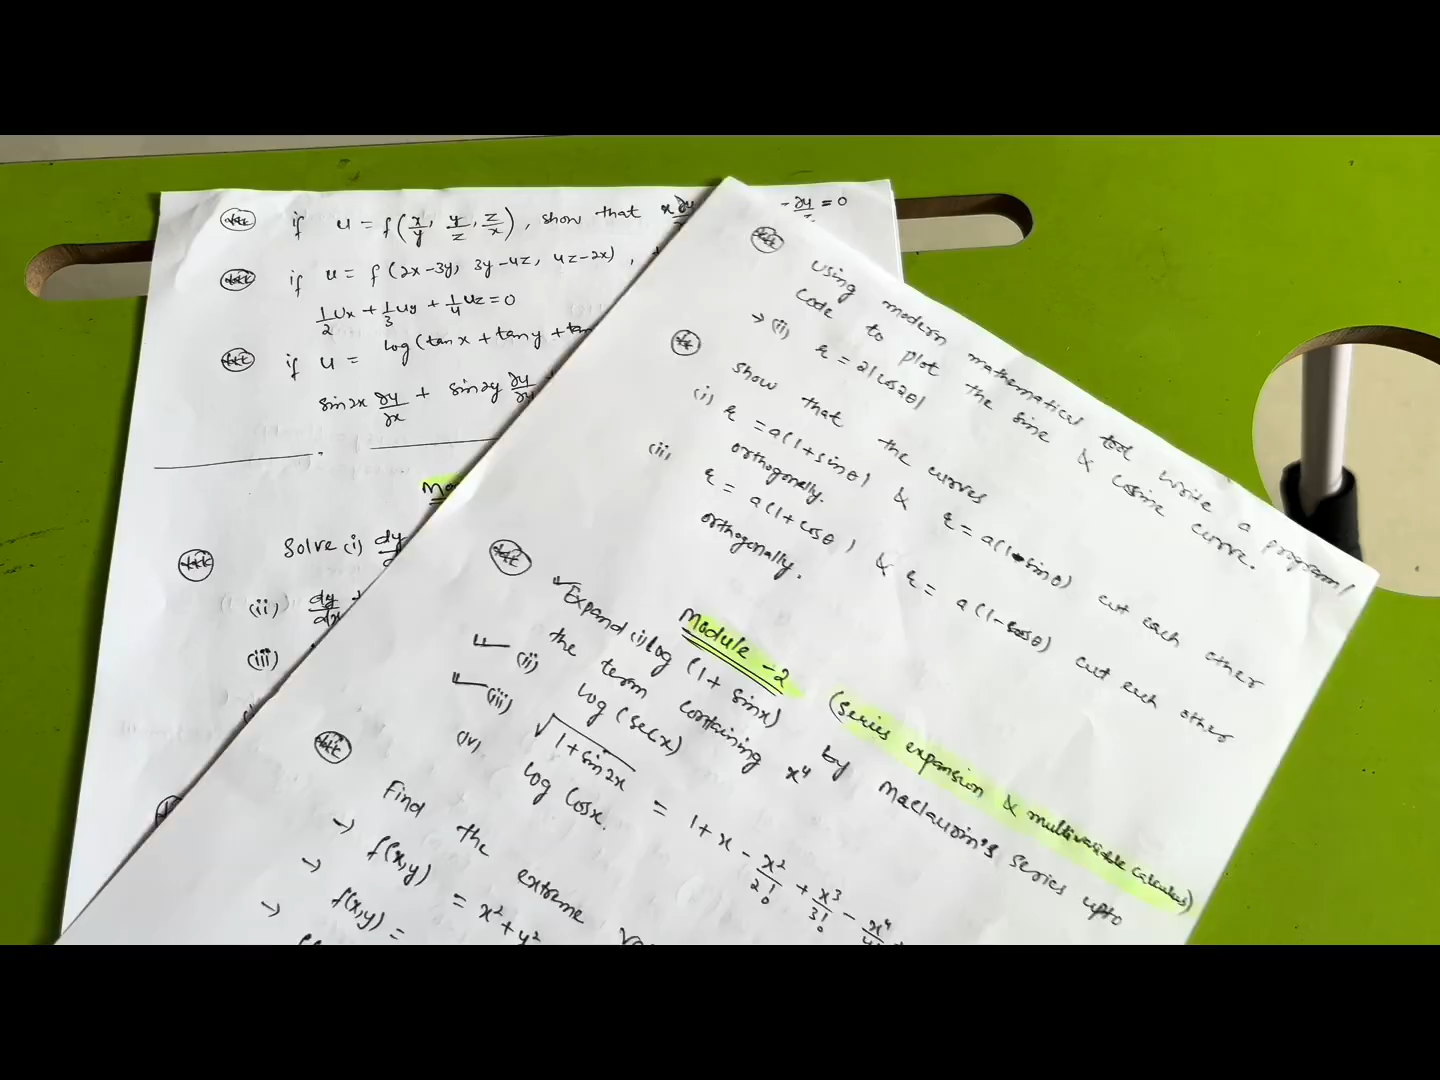 if u = f(x/y, y/z, z/x), show that x ∂u
-∂u = 0
if u = f(2x-3y, 3y-4z, 4z-2x),
1/2 Ux + 1/3 Uy + 1/4 Uz = 0
if u = log(tan x + tan y + tan
sin2x ∂u/∂x + sin2y ∂u/∂y
Solve (i) dy
(ii) dy/dx
(iii)
using modern mathematical tool write a program/
code to plot the sine & cosine curve.
→ (ii) r = 2|cos2θ|
show that the curves
(i) r = a(1+sinθ) & r = a(1-sinθ) cut each other
orthogonally.
(ii) r = a(1+cosθ) & r = a(1-cosθ) cut each other
orthogonally.
Module -2 (series expansion & multivariable calculus)
Expand (i) log (1+ sinx) by maclaurin's series upto
the term containing x⁴
(ii) log (secx)
(iii) √1+sin2x = 1+x - x²/2! + x³/3! - x⁴
(iv) log cosx.
Find the extreme
→ f(x,y) = x²+y²
→ f(x,y) =
→